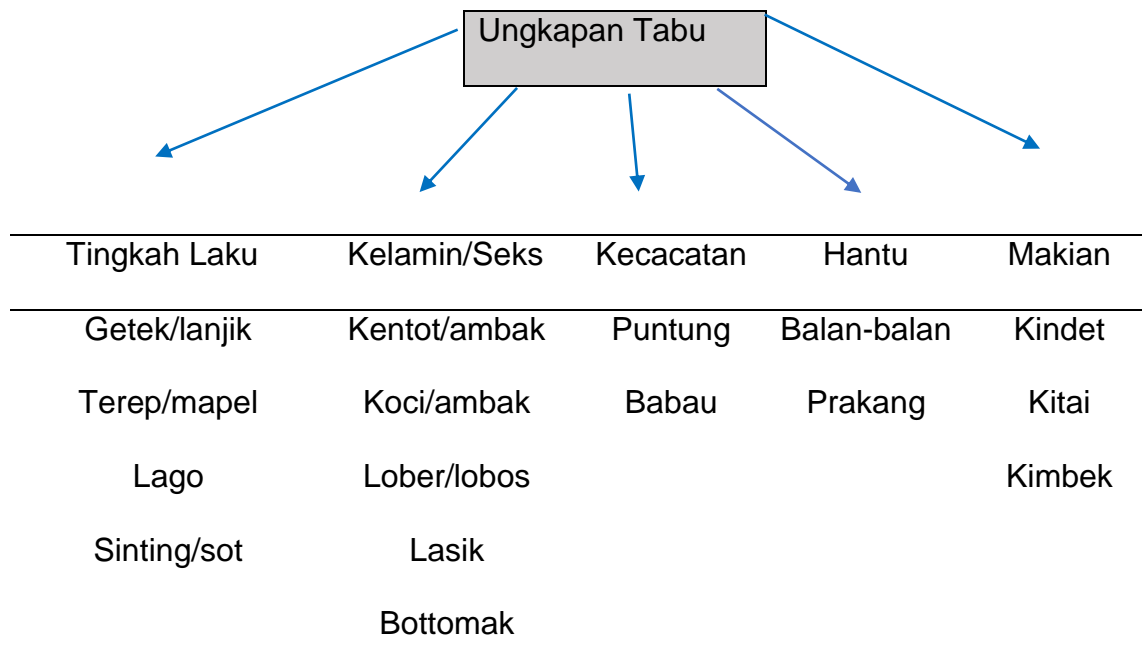 Ungkapan Tabu
Tingkah Laku Kelamin/Seks Kecacatan Hantu Makian
Getek/lanjik Kentot/ambak Puntung Balan-balan Kindet
Terep/mapel Koci/ambak Babau Prakang Kitai
Lago Lober/lobos Kimbek
Sinting/sot Lasik
Bottomak